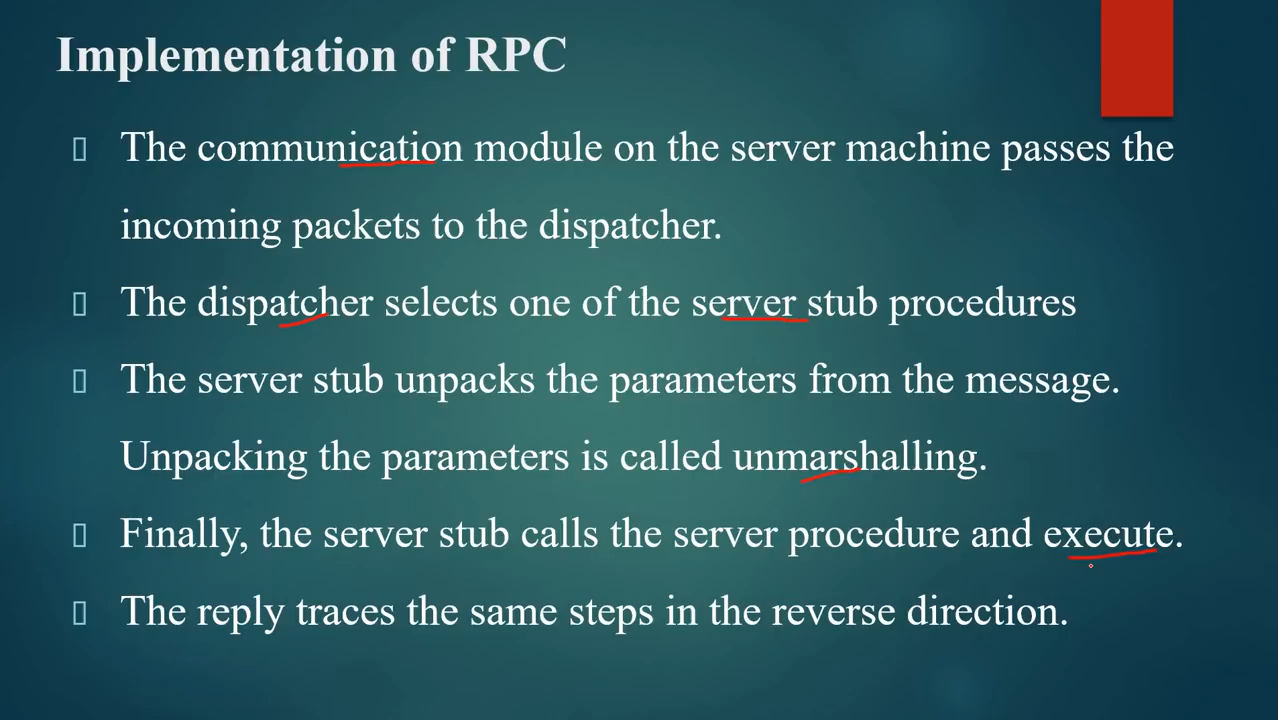 Implementation of RPC
The communication module on the server machine passes the
incoming packets to the dispatcher.
The dispatcher selects one of the server stub procedures
The server stub unpacks the parameters from the message.
Unpacking the parameters is called unmarshalling.
Finally, the server stub calls the server procedure and execute.
The reply traces the same steps in the reverse direction.